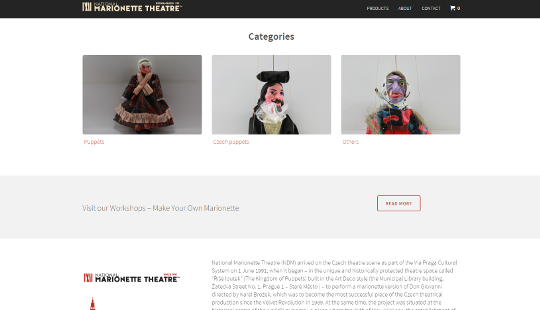 NATIONAL
MARIONETTE THEATRE
PRODUCTS ABOUT CONTACT 0
Categories
Puppets Czech puppets Others
Visit our Workshops – Make Your Own Marionette
READ MORE
NATIONAL
MARIONETTE THEATRE
National Marionette Theatre (NDM) arrived on the Czech theatre scene as part of the Via Praga Cultural
System on 1 June 1991, when it began – in the unique and historically protected theatre space called
"Říše loutek" (The Kingdom of Puppets) built in the Art Deco style (the Municipal Library building,
Žatecká Street No. 1, Prague 1 – Staré Město) – to perform a marionette version of Don Giovanni
directed by Karel Brožek, which was to become the most successful piece of the Czech theatrical
production since the Velvet Revolution in 1989. At the same time, the project was situated at the